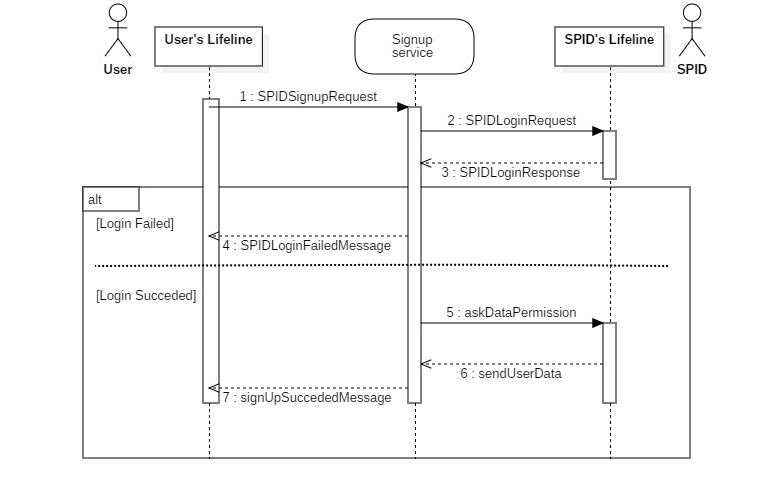 User's Lifeline
Signup
service
SPID's Lifeline
User
SPID
1 : SPIDSignupRequest
2 : SPIDLoginRequest
3 : SPIDLoginResponse
alt
[Login Failed]
4 : SPIDLoginFailedMessage
[Login Succeded]
5 : askDataPermission
6 : sendUserData
7 : signUpSuccededMessage